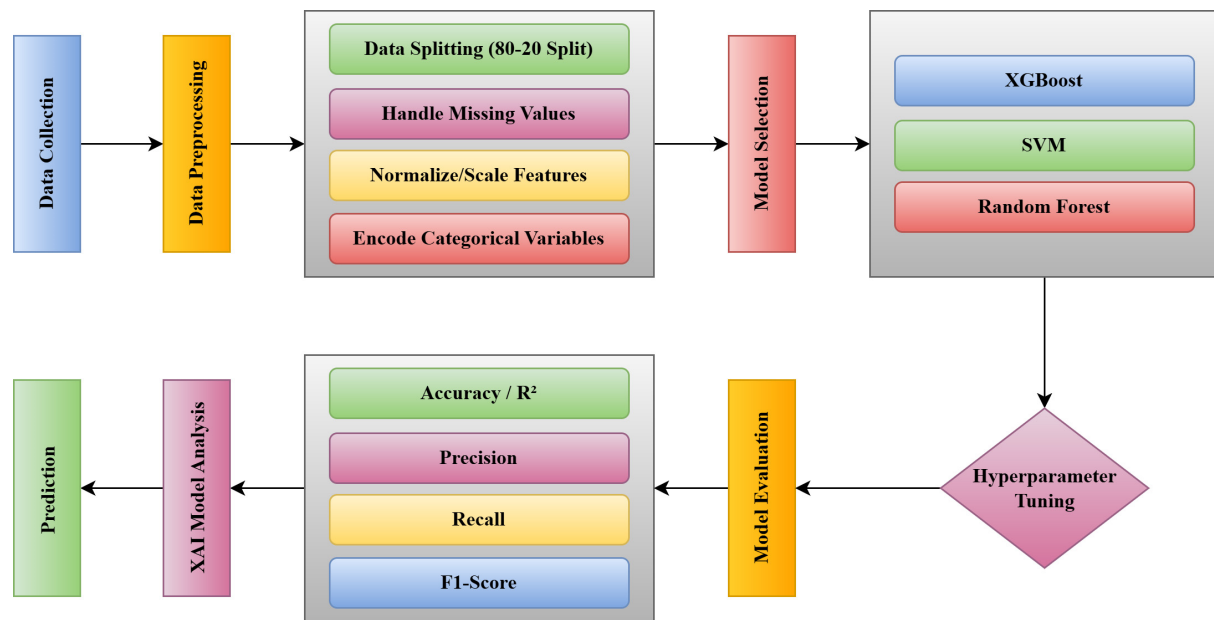 Data Collection
Data Preprocessing
Data Splitting (80-20 Split)
Handle Missing Values
Normalize/Scale Features
Encode Categorical Variables
Model Selection
XGBoost
SVM
Random Forest
Hyperparameter
Tuning
Model Evaluation
Accuracy / R²
Precision
Recall
F1-Score
XAI Model Analysis
Prediction